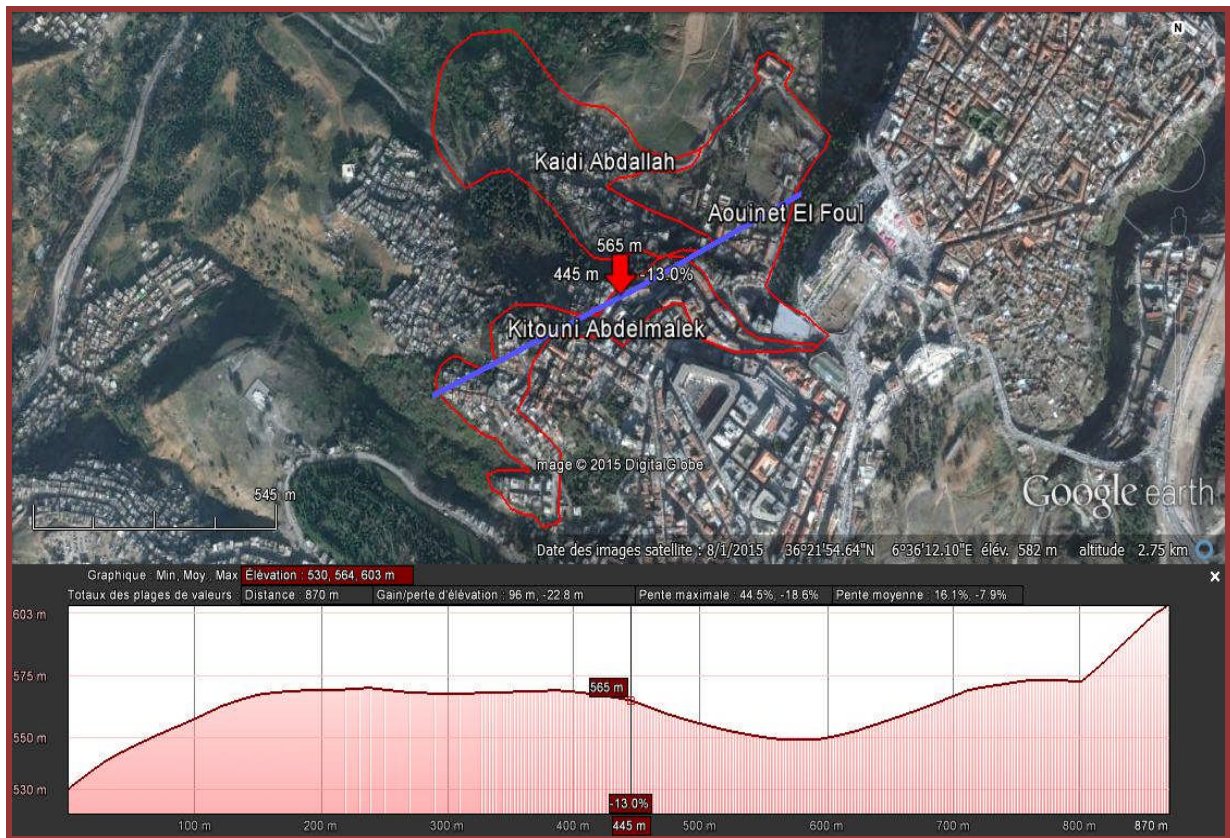 N
Kaidi Abdallah
Aouinet El Foul
565 m
445 m -13.0%
Kitouni Abdelmalek
Image © 2015 DigitalGlobe
545 m
Google earth
Date des images satellite : 8/1/2015 36°21'54.64"N 6°36'12.10"E élév. 582 m altitude 2.75 km
Graphique : Min, Moy., Max Élévation : 530, 564, 603 m
Totaux des plages de valeurs : Distance : 870 m Gain/perte d'élévation : 96 m, -22.8 m Pente maximale : 44.5%, -18.6% Pente moyenne : 16.1%, -7.9%
603 m
575 m
565 m
550 m
530 m
-13.0%
100 m 200 m 300 m 400 m 445 m 500 m 600 m 700 m 800 m 870 m